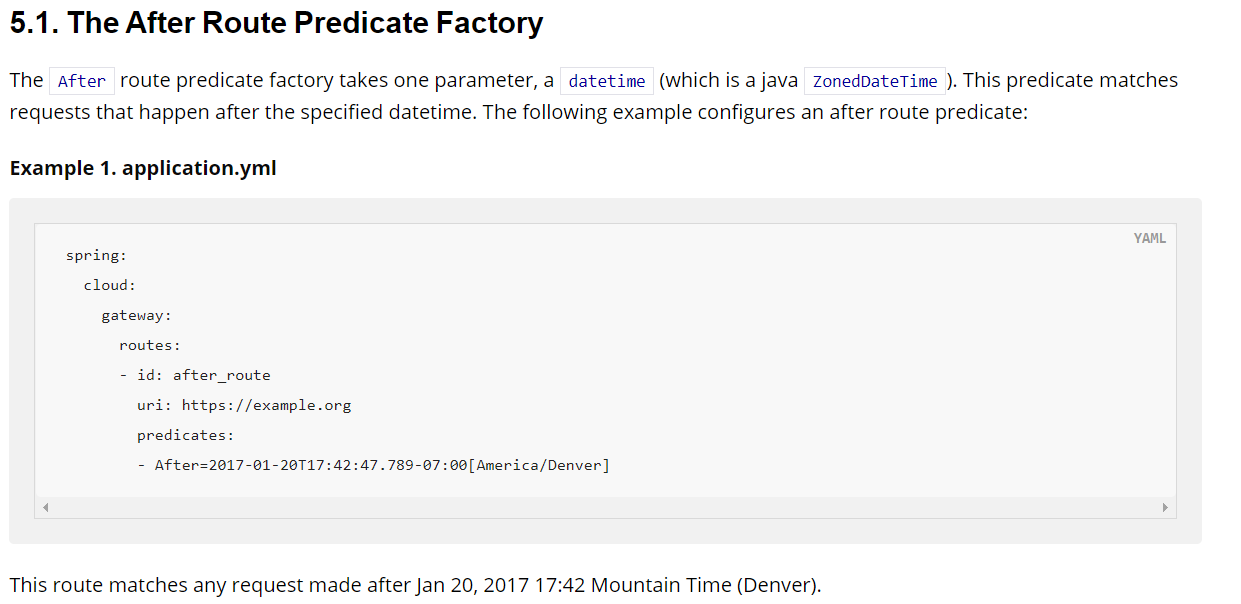 5.1. The After Route Predicate Factory
The After route predicate factory takes one parameter, a datetime (which is a java ZonedDateTime). This predicate matches
requests that happen after the specified datetime. The following example configures an after route predicate:
Example 1. application.yml
YAML
spring:
  cloud:
    gateway:
      routes:
      - id: after_route
        uri: https://example.org
        predicates:
        - After=2017-01-20T17:42:47.789-07:00[America/Denver]
This route matches any request made after Jan 20, 2017 17:42 Mountain Time (Denver).